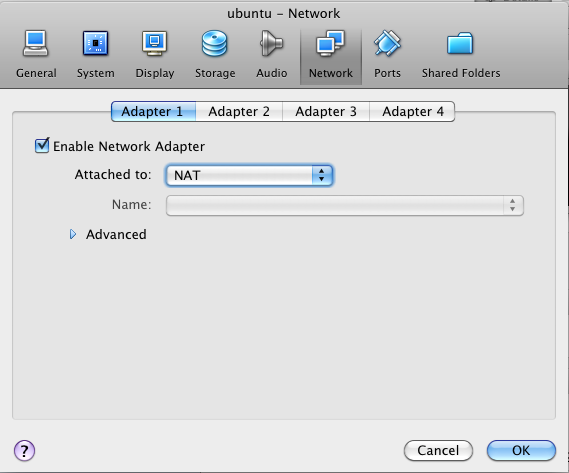 ubuntu – Network
General System Display Storage Audio Network Ports Shared Folders
Adapter 1 Adapter 2 Adapter 3 Adapter 4
Enable Network Adapter
Attached to: NAT
Name:
Advanced
? Cancel OK